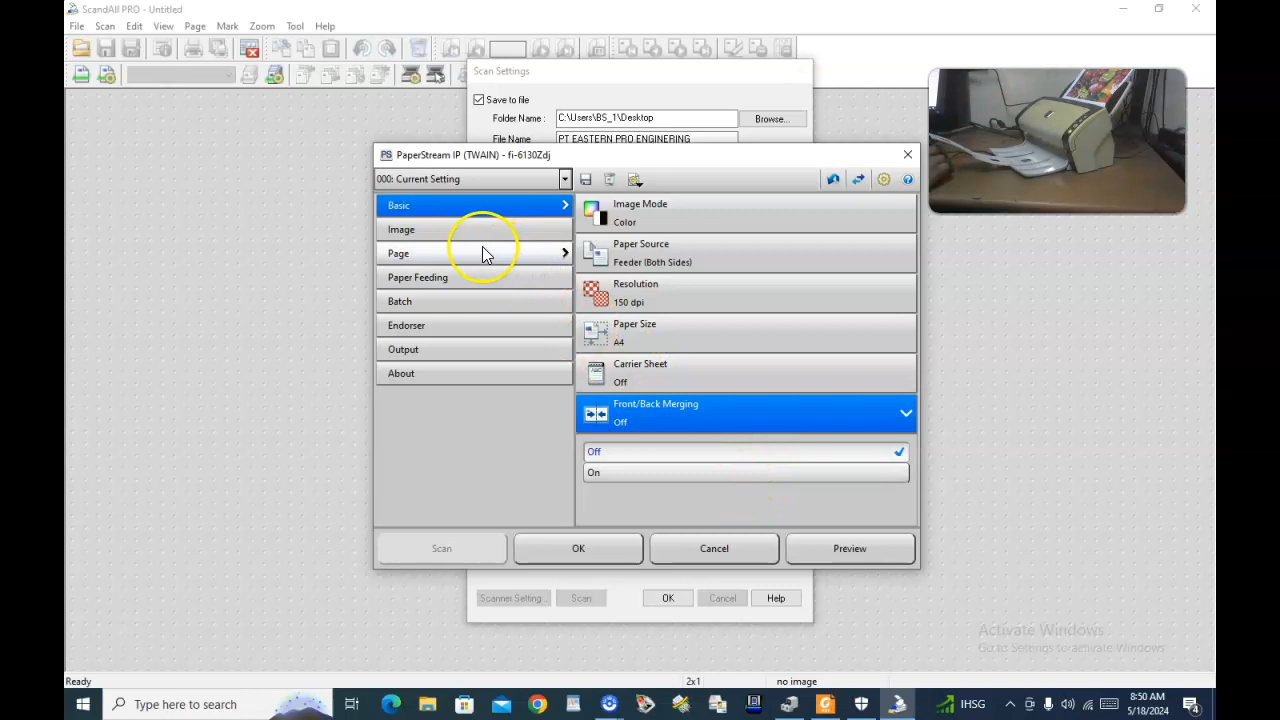 ScandAll PRO - Untitled
File Scan Edit View Page Mark Zoom Tool Help
Scan Settings
Save to file
Folder Name : C:\Users\BS_1\Desktop Browse...
File Name PT EASTERN PRO ENGINERING
PaperStream IP (TWAIN) - fi-6130Zdj
000: Current Setting
Basic
Image
Page
Paper Feeding
Batch
Endorser
Output
About
Image Mode
Color
Paper Source
Feeder (Both Sides)
Resolution
150 dpi
Paper Size
A4
Carrier Sheet
Off
Front/Back Merging
Off
Off
On
Scan OK Cancel Preview
Scanner Setting... Scan OK Cancel Help
Activate Windows
Go to Settings to activate Windows.
Ready 2x1 no image
Type here to search IHSG 8:50 AM
5/18/2024 4